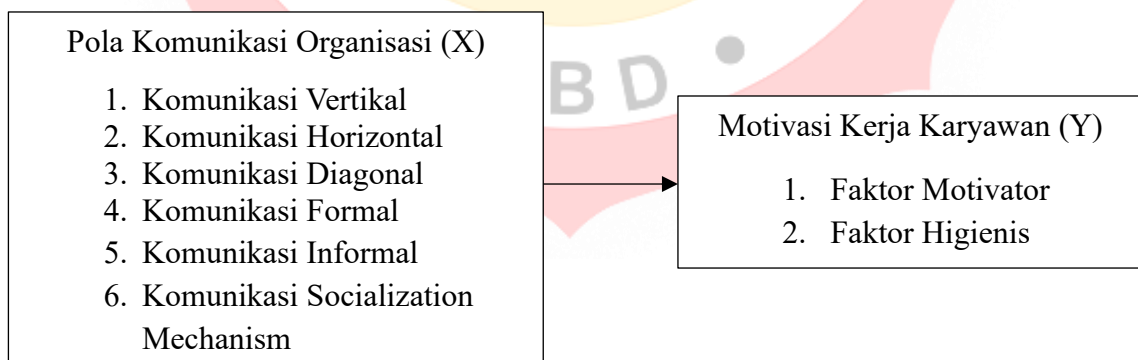 Pola Komunikasi Organisasi (X)
1. Komunikasi Vertikal
2. Komunikasi Horizontal
3. Komunikasi Diagonal
4. Komunikasi Formal
5. Komunikasi Informal
6. Komunikasi Socialization
Mechanism
B D
Motivasi Kerja Karyawan (Y)
1. Faktor Motivator
2. Faktor Higienis